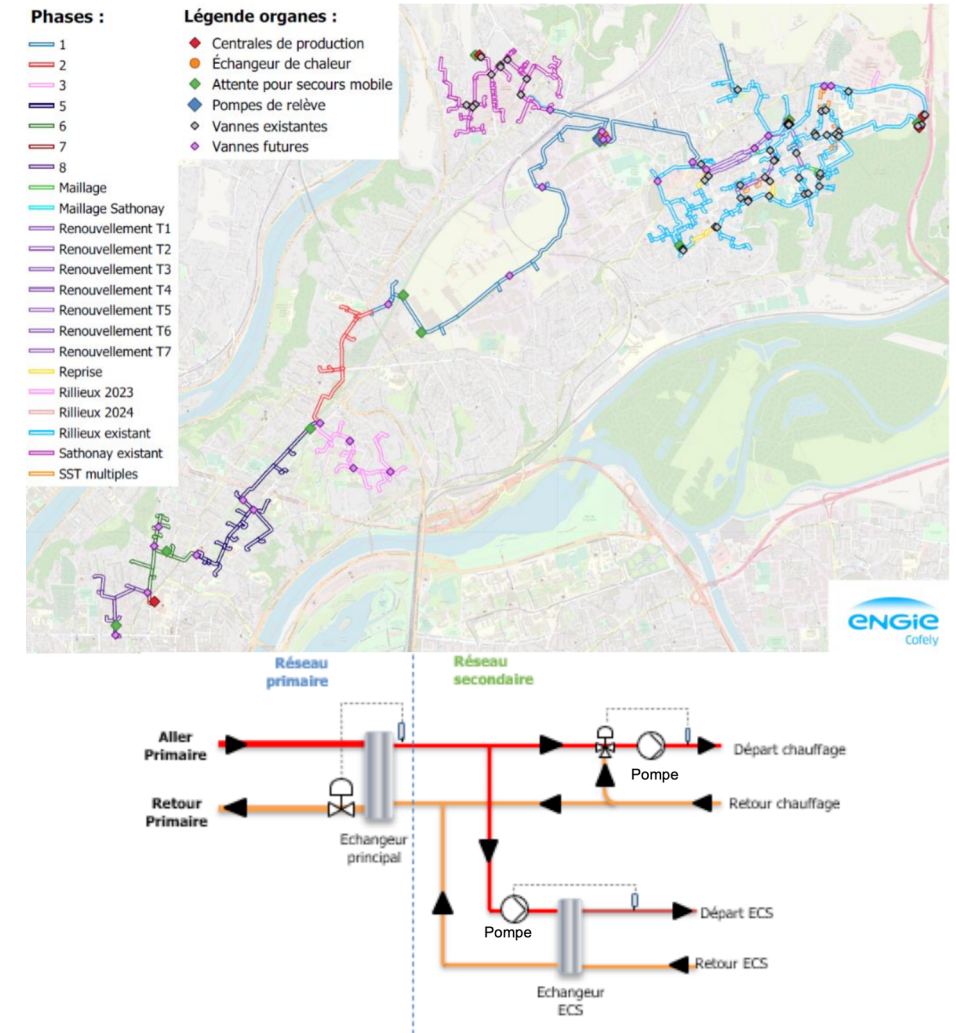 Phases :
1
2
3
5
6
7
8
Maillage
Maillage Sathonay
Renouvellement T1
Renouvellement T2
Renouvellement T3
Renouvellement T4
Renouvellement T5
Renouvellement T6
Renouvellement T7
Reprise
Rillieux 2023
Rillieux 2024
Rillieux existant
Sathonay existant
SST multiples
Légende organes :
Centrales de production
Échangeur de chaleur
Attente pour secours mobile
Pompes de relève
Vannes existantes
Vannes futures
ENGIE
Cofely
Réseau
primaire
Réseau
secondaire
Aller
Primaire
Retour
Primaire
Echangeur
principal
Pompe
Départ chauffage
Retour chauffage
Pompe
Départ ECS
Retour ECS
Echangeur
ECS